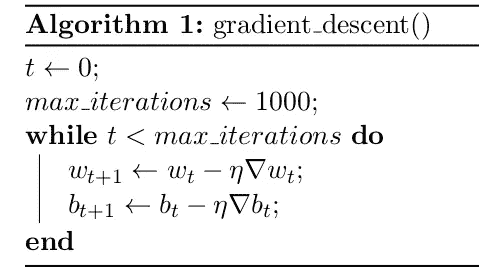 Algorithm 1: gradient_descent()
t ← 0;
max_iterations ← 1000;
while t < max_iterations do
w_{t+1} ← w_t − η∇w_t;
b_{t+1} ← b_t − η∇b_t;
end